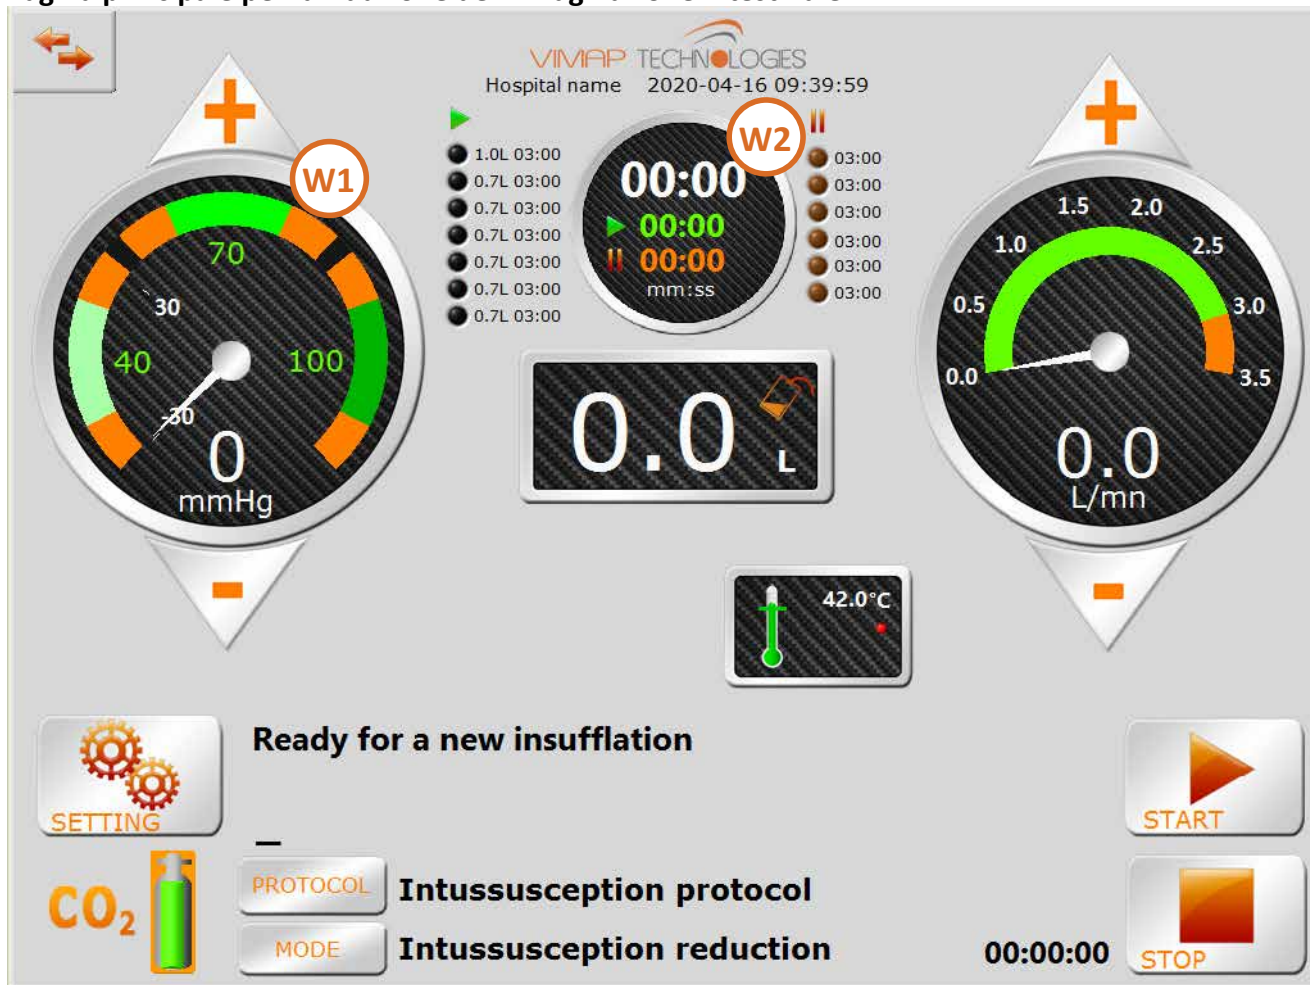 VIMAP TECHNOLOGIES
Hospital name 2020-04-16 09:39:59
W1
W2
1.0L 03:00
0.7L 03:00
0.7L 03:00
0.7L 03:00
0.7L 03:00
0.7L 03:00
0.7L 03:00
00:00
00:00
00:00
mm:ss
03:00
03:00
03:00
03:00
03:00
03:00
70
30
40
100
-30
0
mmHg
0.0
L
1.5 2.0
1.0 2.5
0.5 3.0
0.0 3.5
0.0
L/mn
42.0°C
SETTING
Ready for a new insufflation
START
CO₂
PROTOCOL Intussusception protocol
MODE Intussusception reduction
00:00:00
STOP